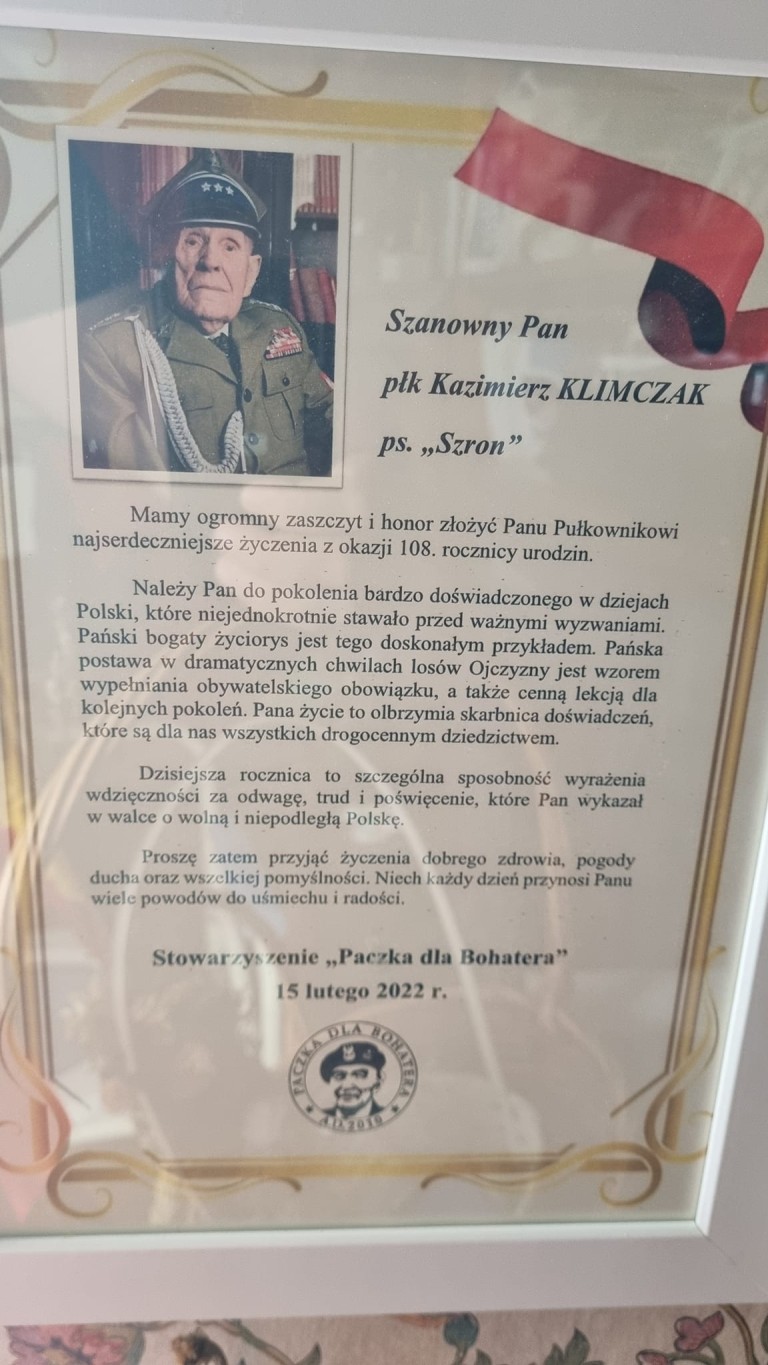 Szanowny Pan
płk Kazimierz KLIMCZAK
ps. „Szron”
Mamy ogromny zaszczyt i honor złożyć Panu Pułkownikowi
najserdeczniejsze życzenia z okazji 108. rocznicy urodzin.
Należy Pan do pokolenia bardzo doświadczonego w dziejach
Polski, które niejednokrotnie stawało przed ważnymi wyzwaniami.
Pański bogaty życiorys jest tego doskonałym przykładem. Pańska
postawa w dramatycznych chwilach losów Ojczyzny jest wzorem
wypełniania obywatelskiego obowiązku, a także cenną lekcją dla
kolejnych pokoleń. Pana życie to olbrzymia skarbnica doświadczeń,
które są dla nas wszystkich drogocennym dziedzictwem.
Dzisiejsza rocznica to szczególna sposobność wyrażenia
wdzięczności za odwagę, trud i poświęcenie, które Pan wykazał
w walce o wolną i niepodległą Polskę.
Proszę zatem przyjąć życzenia dobrego zdrowia, pogody
ducha oraz wszelkiej pomyślności. Niech każdy dzień przynosi Panu
wiele powodów do uśmiechu i radości.
Stowarzyszenie „Paczka dla Bohatera”
15 lutego 2022 r.
PACZKA DLA BOHATERA
A.D. 2010